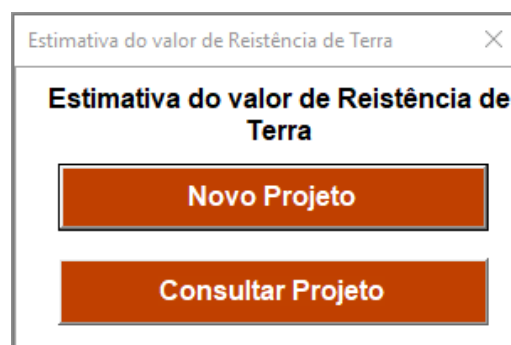 Estimativa do valor de Reistência de Terra
Estimativa do valor de Reistência de
Terra
Novo Projeto
Consultar Projeto